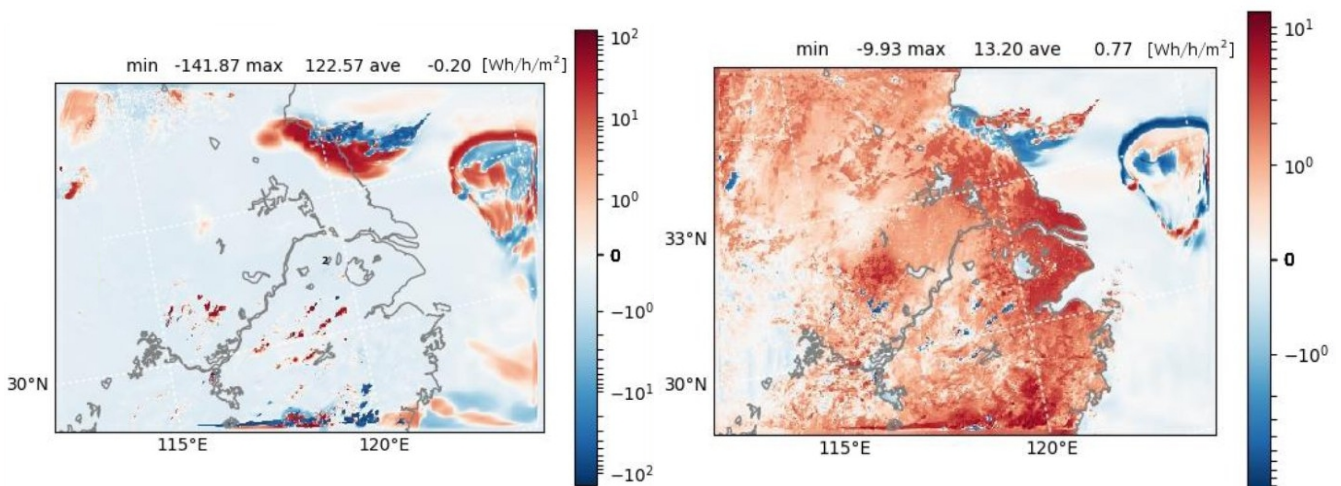 min -141.87 max 122.57 ave -0.20 [Wh/h/m²]
10²
10¹
10⁰
0
−10⁰
−10¹
−10²
2
30°N
115°E
120°E
min -9.93 max 13.20 ave 0.77 [Wh/h/m²]
10¹
10⁰
0
−10⁰
33°N
30°N
115°E
120°E